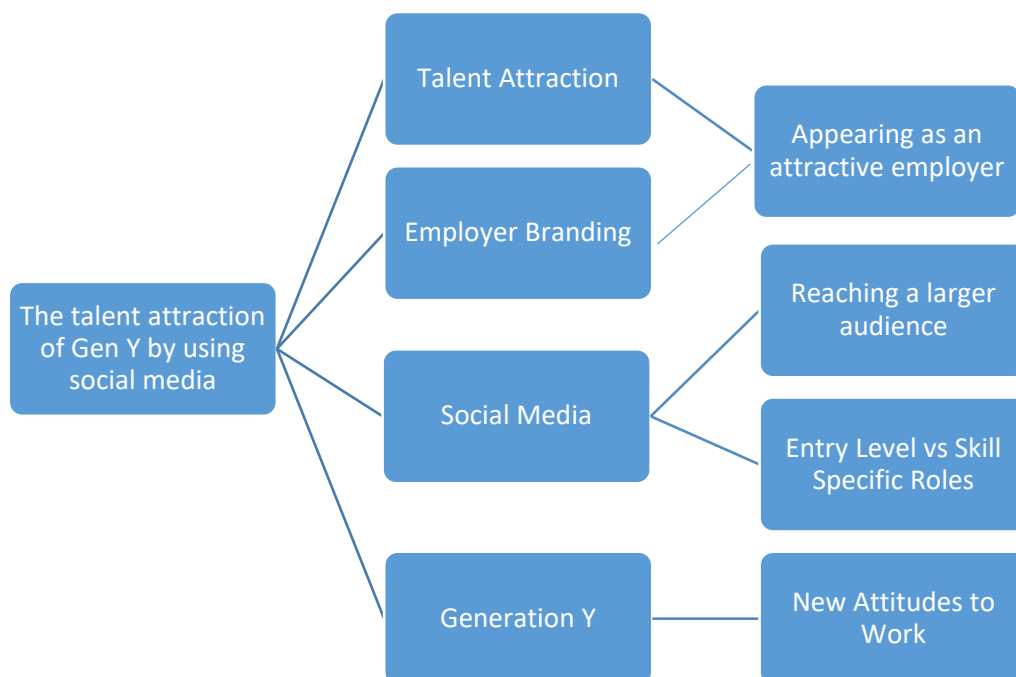 The talent attraction
of Gen Y by using
social media
Talent Attraction
Employer Branding
Social Media
Generation Y
Appearing as an
attractive employer
Reaching a larger
audience
Entry Level vs Skill
Specific Roles
New Attitudes to
Work